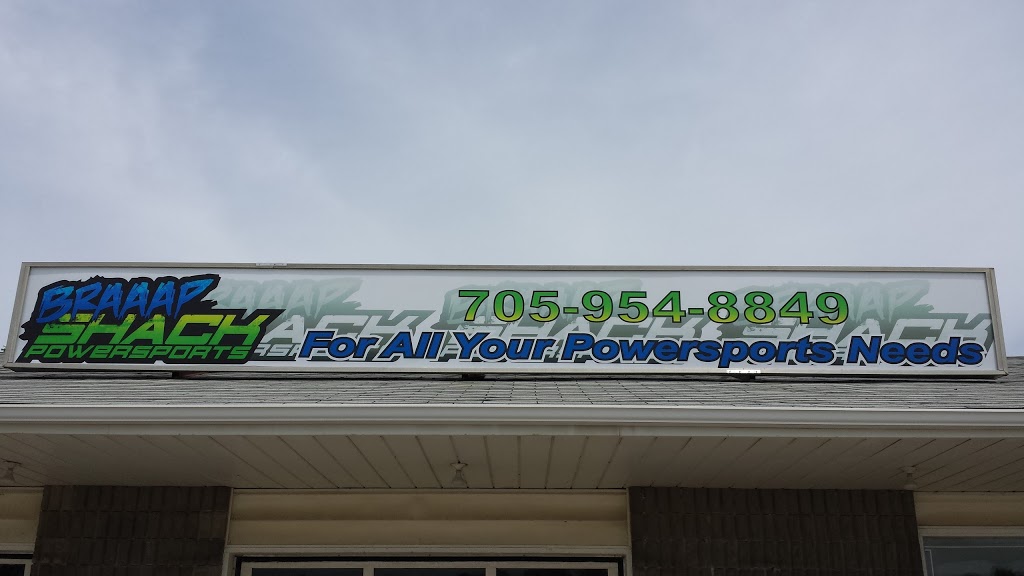 BRAAAP
SHACK
POWERSPORTS
705-954-8849
For All Your Powersports Needs